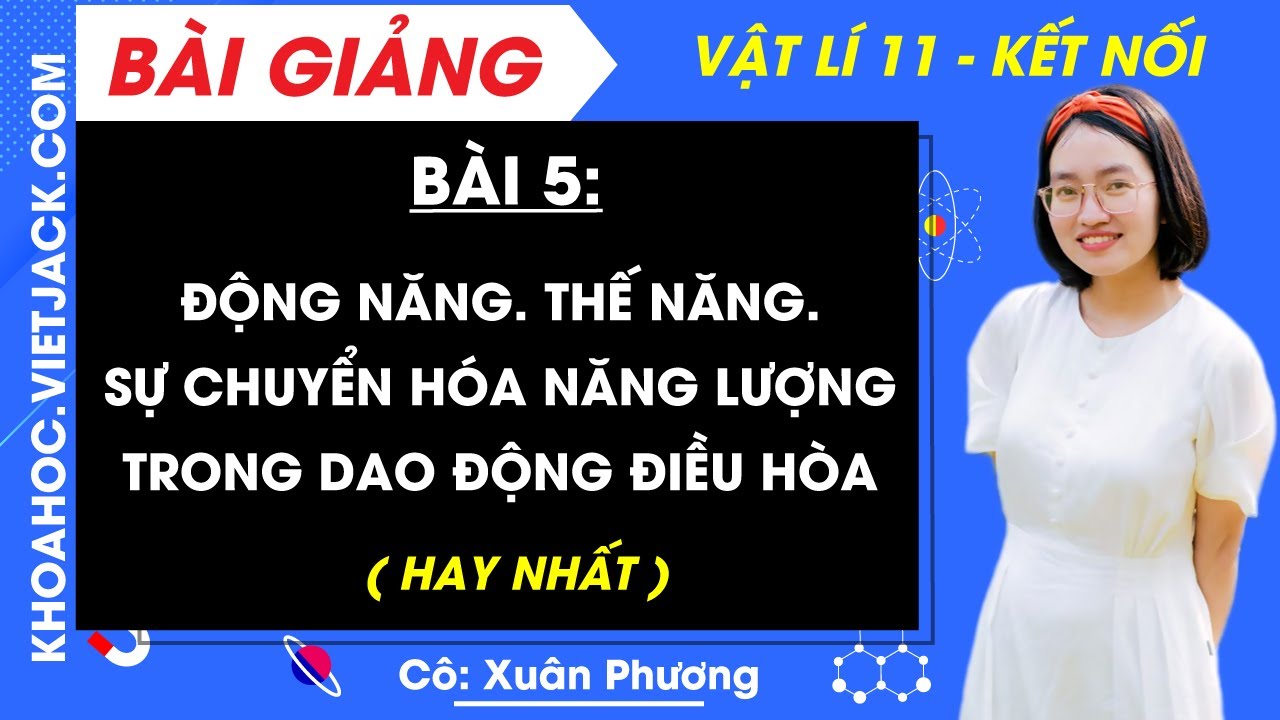 BÀI GIẢNG
VẬT LÍ 11 - KẾT NỐI
KHOAHOC.VIETJACK.COM
BÀI 5:
ĐỘNG NĂNG. THẾ NĂNG.
SỰ CHUYỂN HÓA NĂNG LƯỢNG
TRONG DAO ĐỘNG ĐIỀU HÒA
( HAY NHẤT )
Cô: Xuân Phương